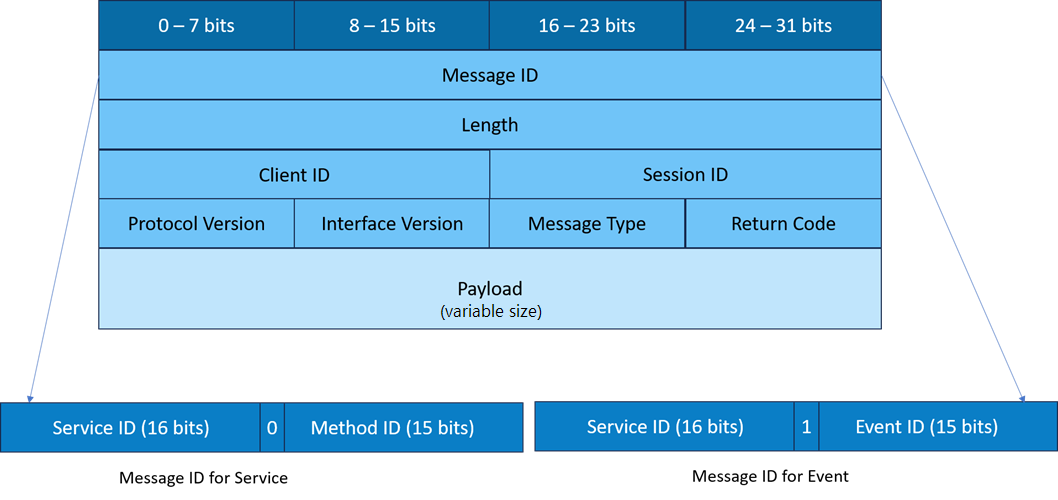 0 – 7 bits 8 – 15 bits 16 – 23 bits 24 – 31 bits
Message ID
Length
Client ID Session ID
Protocol Version Interface Version Message Type Return Code
Payload
(variable size)
Service ID (16 bits) 0 Method ID (15 bits) Service ID (16 bits) 1 Event ID (15 bits)
Message ID for Service Message ID for Event